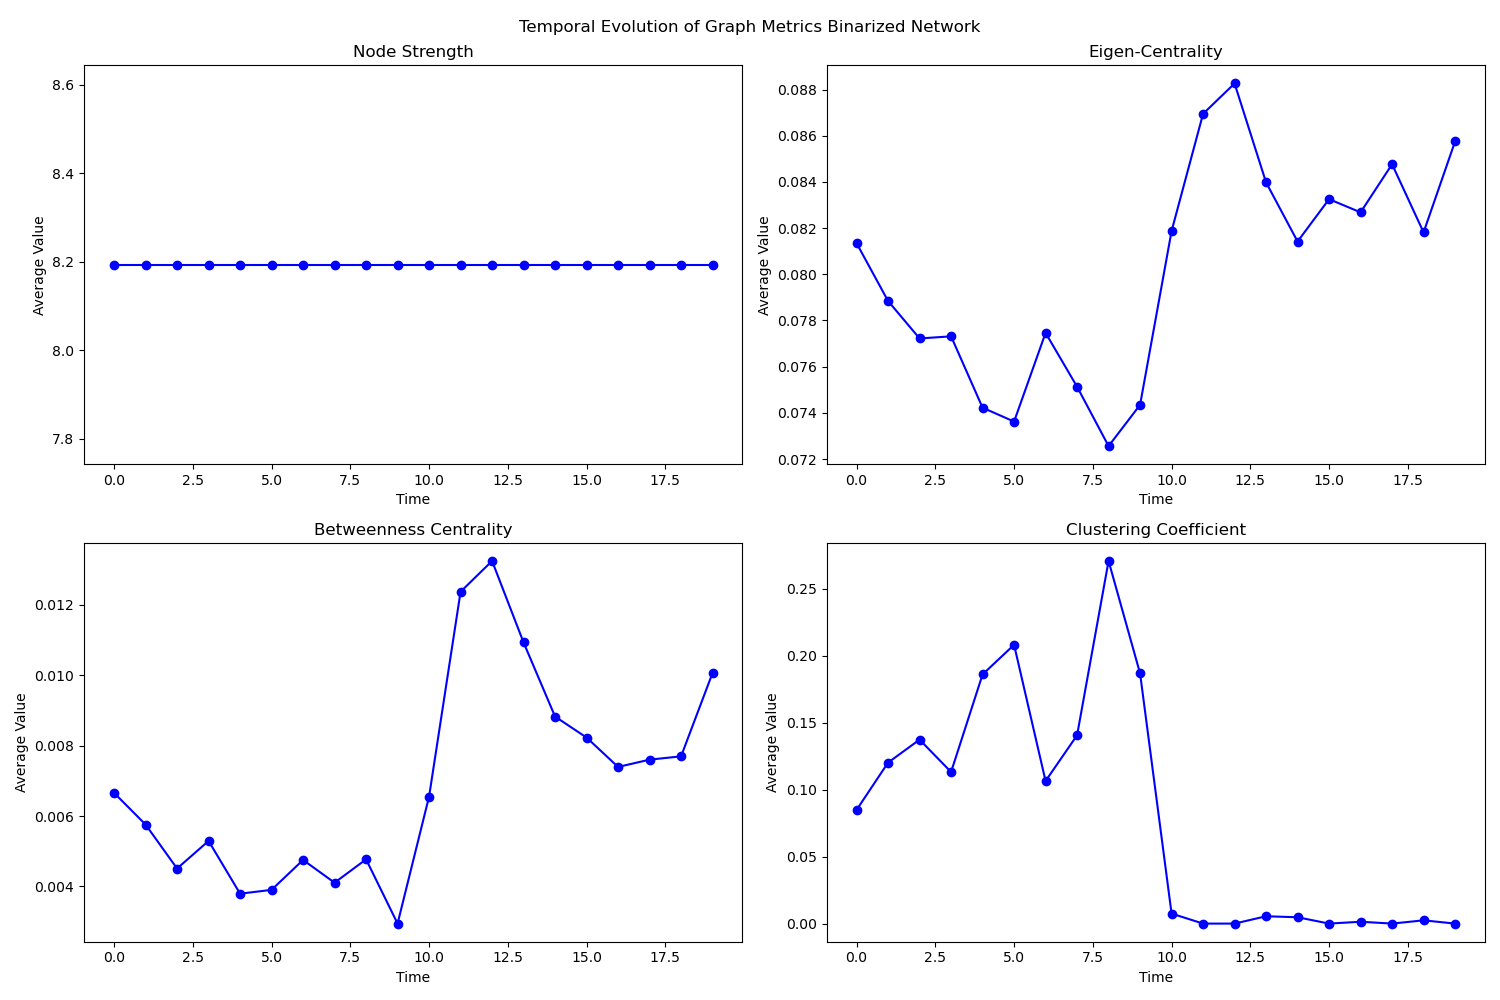 Temporal Evolution of Graph Metrics Binarized Network
Node Strength
8.6
8.4
8.2
8.0
7.8
Average Value
0.0 2.5 5.0 7.5 10.0 12.5 15.0 17.5
Time
Eigen-Centrality
0.088
0.086
0.084
0.082
0.080
0.078
0.076
0.074
0.072
Average Value
0.0 2.5 5.0 7.5 10.0 12.5 15.0 17.5
Time
Betweenness Centrality
0.012
0.010
0.008
0.006
0.004
Average Value
0.0 2.5 5.0 7.5 10.0 12.5 15.0 17.5
Time
Clustering Coefficient
0.25
0.20
0.15
0.10
0.05
0.00
Average Value
0.0 2.5 5.0 7.5 10.0 12.5 15.0 17.5
Time